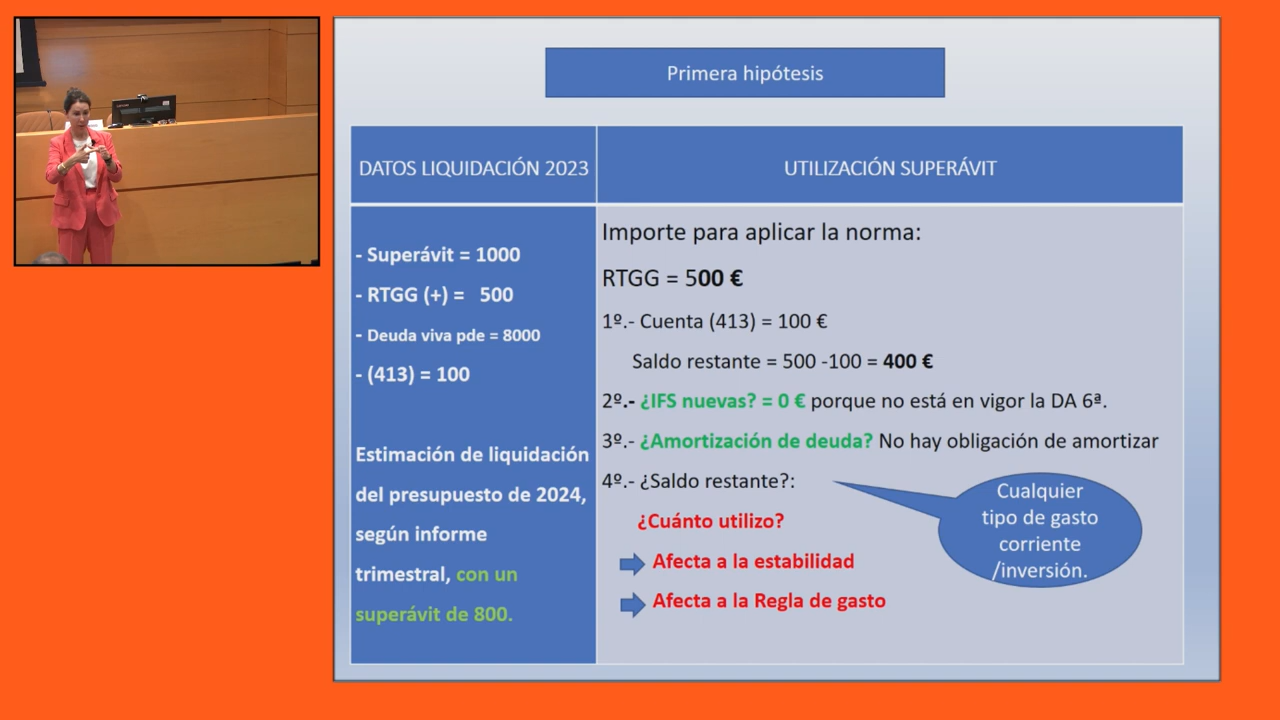 Primera hipótesis
DATOS LIQUIDACIÓN 2023
UTILIZACIÓN SUPERÁVIT
- Superávit = 1000
- RTGG (+) = 500
- Deuda viva pde = 8000
- (413) = 100
Estimación de liquidación
del presupuesto de 2024,
según informe
trimestral, con un
superávit de 800.
Importe para aplicar la norma:
RTGG = 500 €
1º.- Cuenta (413) = 100 €
Saldo restante = 500 -100 = 400 €
2º.- ¿IFS nuevas? = 0 € porque no está en vigor la DA 6ª.
3º.- ¿Amortización de deuda? No hay obligación de amortizar
4º.- ¿Saldo restante?:
¿Cuánto utilizo?
Afecta a la estabilidad
Afecta a la Regla de gasto
Cualquier
tipo de gasto
corriente
/inversión.